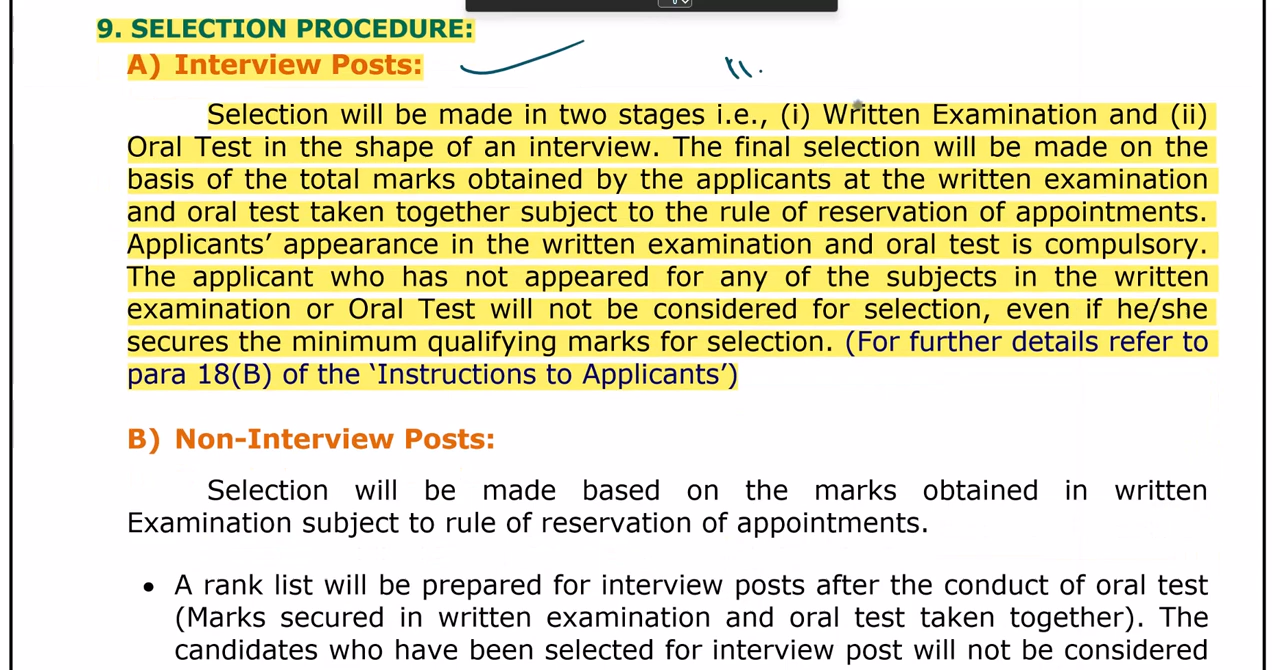 9. SELECTION PROCEDURE:
A) Interview Posts:
Selection will be made in two stages i.e., (i) Written Examination and (ii)
Oral Test in the shape of an interview. The final selection will be made on the
basis of the total marks obtained by the applicants at the written examination
and oral test taken together subject to the rule of reservation of appointments.
Applicants’ appearance in the written examination and oral test is compulsory.
The applicant who has not appeared for any of the subjects in the written
examination or Oral Test will not be considered for selection, even if he/she
secures the minimum qualifying marks for selection. (For further details refer to
para 18(B) of the ‘Instructions to Applicants’)
B) Non-Interview Posts:
Selection will be made based on the marks obtained in written
Examination subject to rule of reservation of appointments.
• A rank list will be prepared for interview posts after the conduct of oral test
(Marks secured in written examination and oral test taken together). The
candidates who have been selected for interview post will not be considered